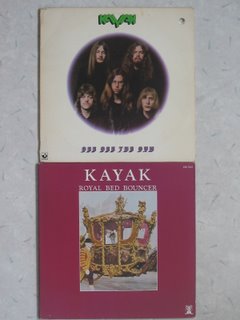 KAYAK
SEE SEE THE SUN
KAYAK
ROYAL BED BOUNCER